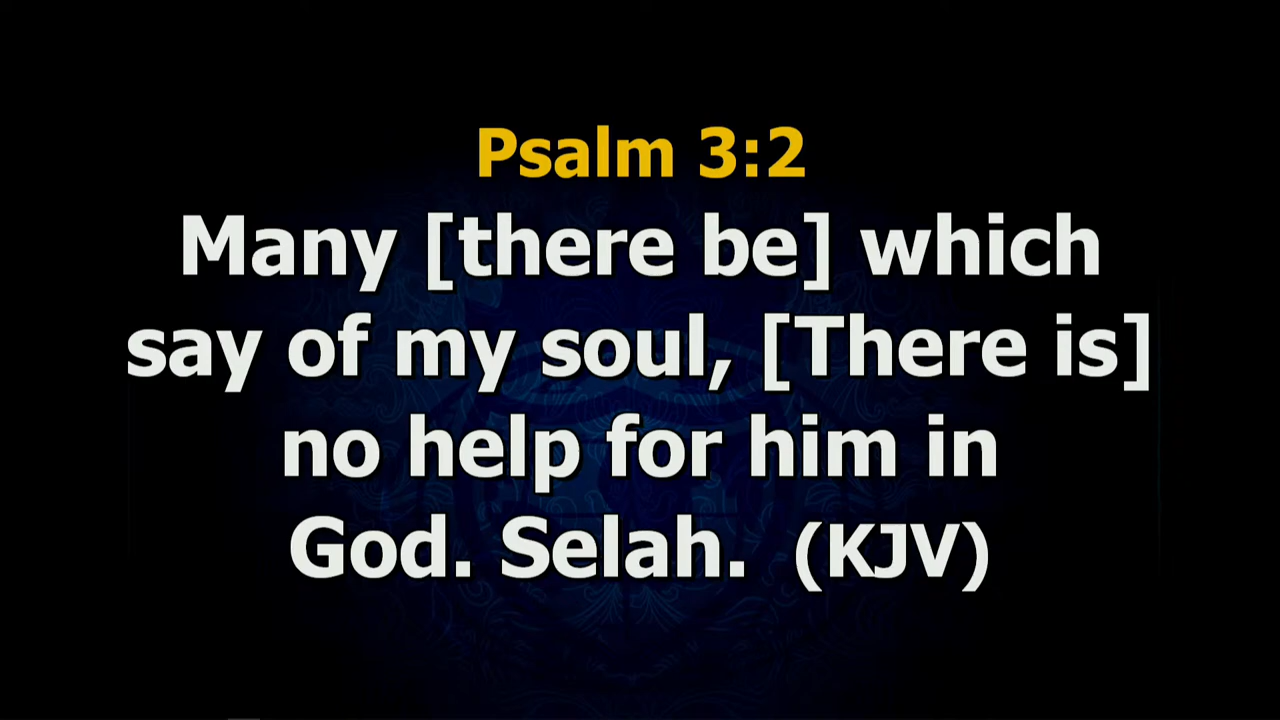 Psalm 3:2
Many [there be] which
say of my soul, [There is]
no help for him in
God. Selah. (KJV)